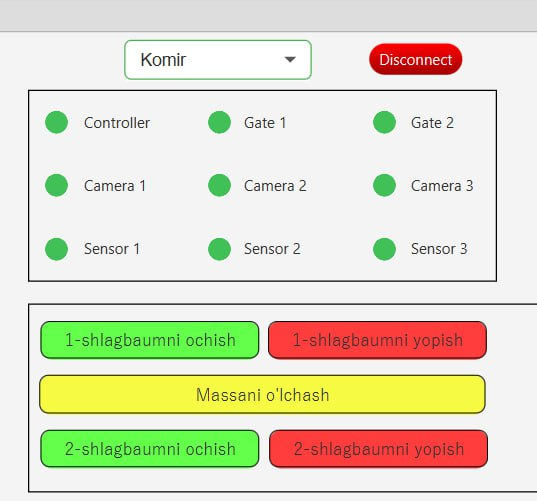 Komir
Disconnect
Controller
Gate 1
Gate 2
Camera 1
Camera 2
Camera 3
Sensor 1
Sensor 2
Sensor 3
1-shlagbaumni ochish
1-shlagbaumni yopish
Massani o'lchash
2-shlagbaumni ochish
2-shlagbaumni yopish